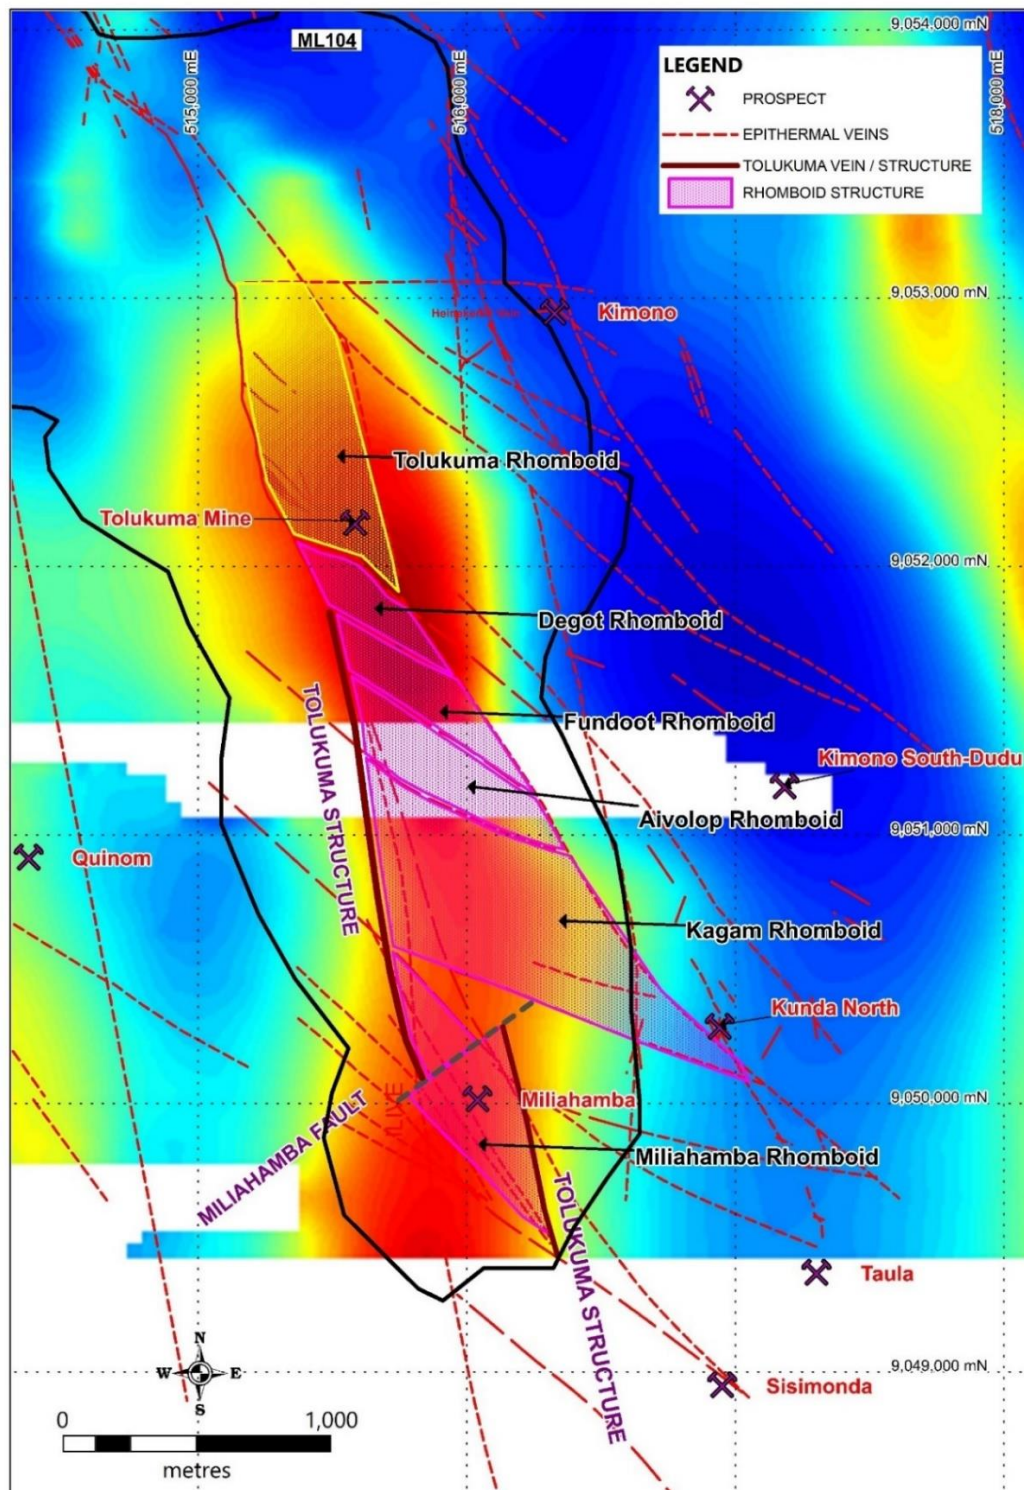 ML104
9,054,000 mN
515,000 mE
516,000 mE
518,000 mE
LEGEND
PROSPECT
EPITHERMAL VEINS
TOLUKUMA VEIN / STRUCTURE
RHOMBOID STRUCTURE
9,053,000 mN
Kimono
Tolukuma Rhomboid
Tolukuma Mine
9,052,000 mN
Degot Rhomboid
Fundoot Rhomboid
TOLUKUMA STRUCTURE
Kimono South-Dudu
Aivolop Rhomboid
9,051,000 mN
Quinom
Kagam Rhomboid
Kunda North
Miliahamba
9,050,000 mN
MILIAHAMBA FAULT
Miliahamba Rhomboid
TOLUKUMA STRUCTURE
Taula
9,049,000 mN
Sisimonda
N
W E
S
0 1,000
metres